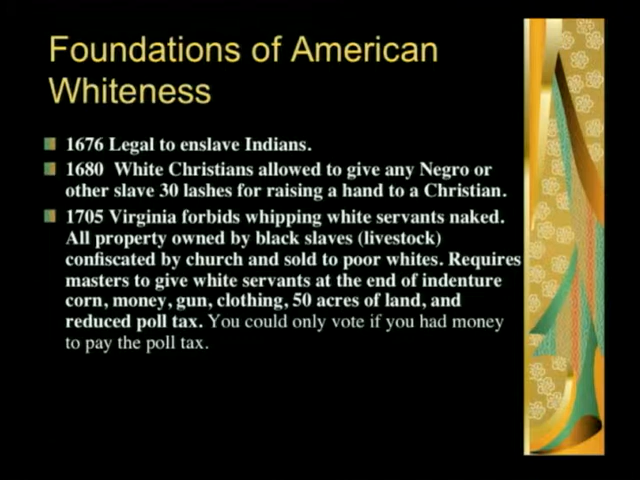 Foundations of American
Whiteness
1676 Legal to enslave Indians.
1680 White Christians allowed to give any Negro or
other slave 30 lashes for raising a hand to a Christian.
1705 Virginia forbids whipping white servants naked.
All property owned by black slaves (livestock)
confiscated by church and sold to poor whites. Requires
masters to give white servants at the end of indenture
corn, money, gun, clothing, 50 acres of land, and
reduced poll tax. You could only vote if you had money
to pay the poll tax.